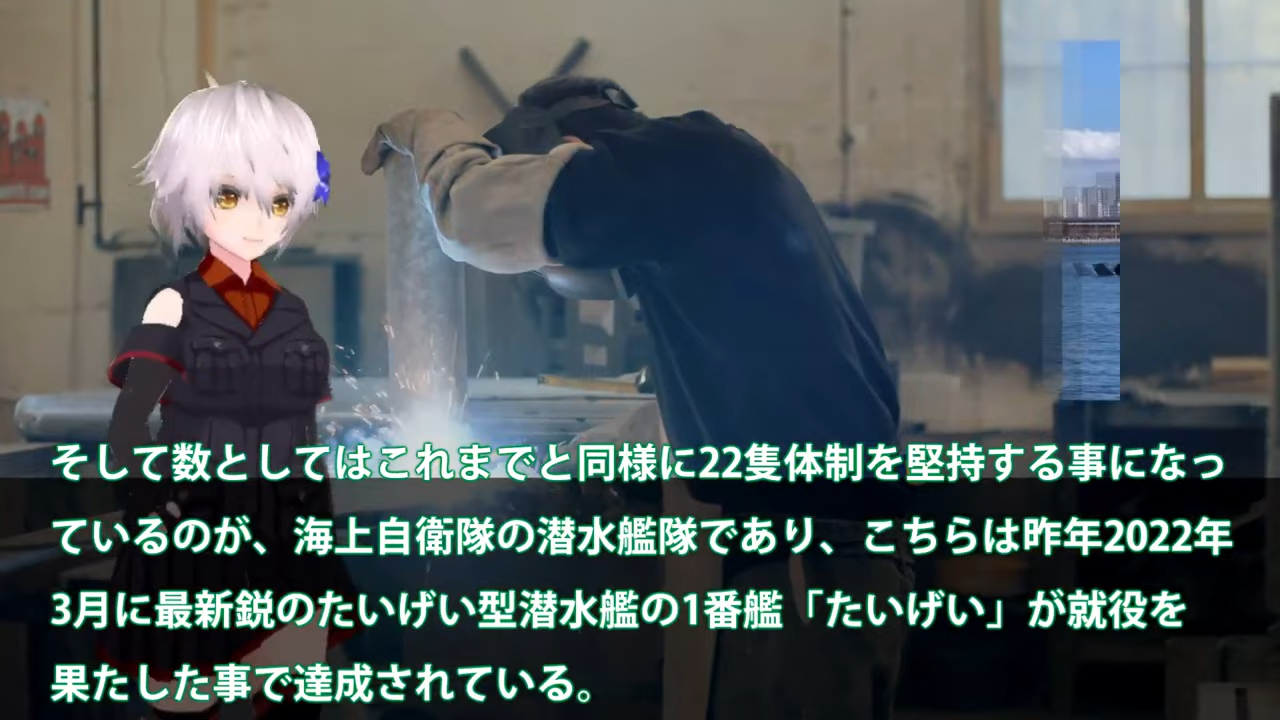 そして数としてはこれまでと同様に22隻体制を堅持する事になっ
ているのが、海上自衛隊の潜水艦隊であり、こちらは昨年2022年
3月に最新鋭のたいげい型潜水艦の1番艦「たいげい」が就役を
果たした事で達成されている。